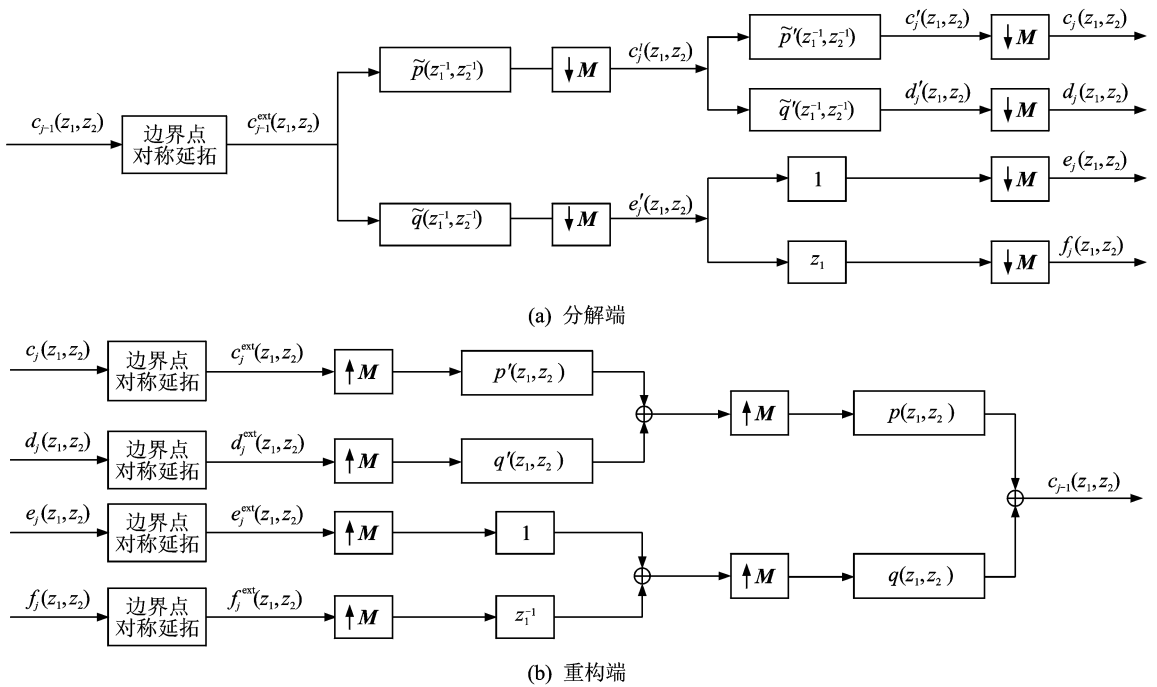 c_{j-1}(z_1,z_2)
边界点
对称延拓
c_{j-1}^{ext}(z_1,z_2)
\tilde{p}(z_1^{-1},z_2^{-1})
↓M
c_j^l(z_1,z_2)
\tilde{p}'(z_1^{-1},z_2^{-1})
c_j'(z_1,z_2)
↓M
c_j(z_1,z_2)
\tilde{q}'(z_1^{-1},z_2^{-1})
d_j'(z_1,z_2)
↓M
d_j(z_1,z_2)
\tilde{q}(z_1^{-1},z_2^{-1})
↓M
e_j'(z_1,z_2)
1
↓M
e_j(z_1,z_2)
z_1
↓M
f_j(z_1,z_2)
(a) 分解端
c_j(z_1,z_2)
边界点
对称延拓
c_j^{ext}(z_1,z_2)
↑M
p'(z_1,z_2)
d_j(z_1,z_2)
边界点
对称延拓
d_j^{ext}(z_1,z_2)
↑M
q'(z_1,z_2)
↑M
p(z_1,z_2)
e_j(z_1,z_2)
边界点
对称延拓
e_j^{ext}(z_1,z_2)
↑M
1
f_j(z_1,z_2)
边界点
对称延拓
f_j^{ext}(z_1,z_2)
↑M
z_1^{-1}
↑M
q(z_1,z_2)
c_{j-1}(z_1,z_2)
(b) 重构端